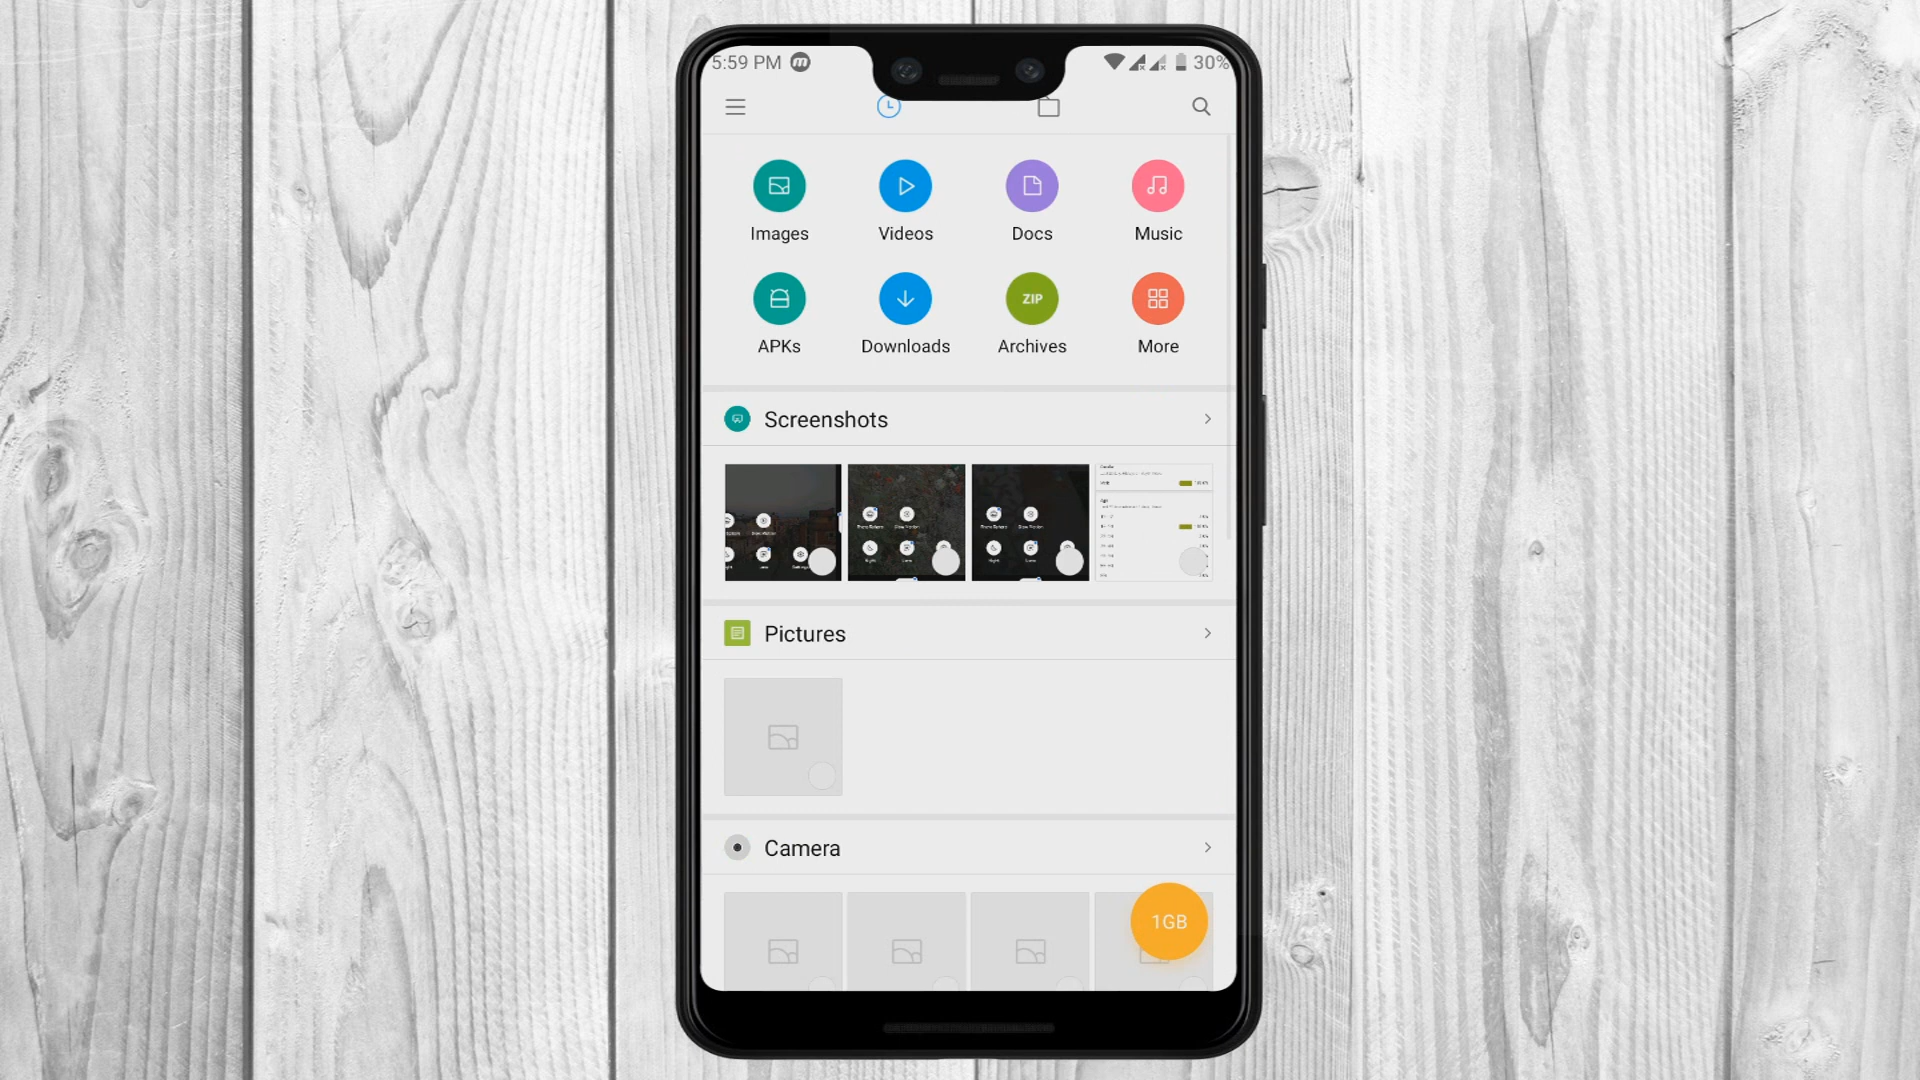 5:59 PM
30%
Images Videos Docs Music
ZIP
APKs Downloads Archives More
Screenshots
Pictures
Camera
1GB